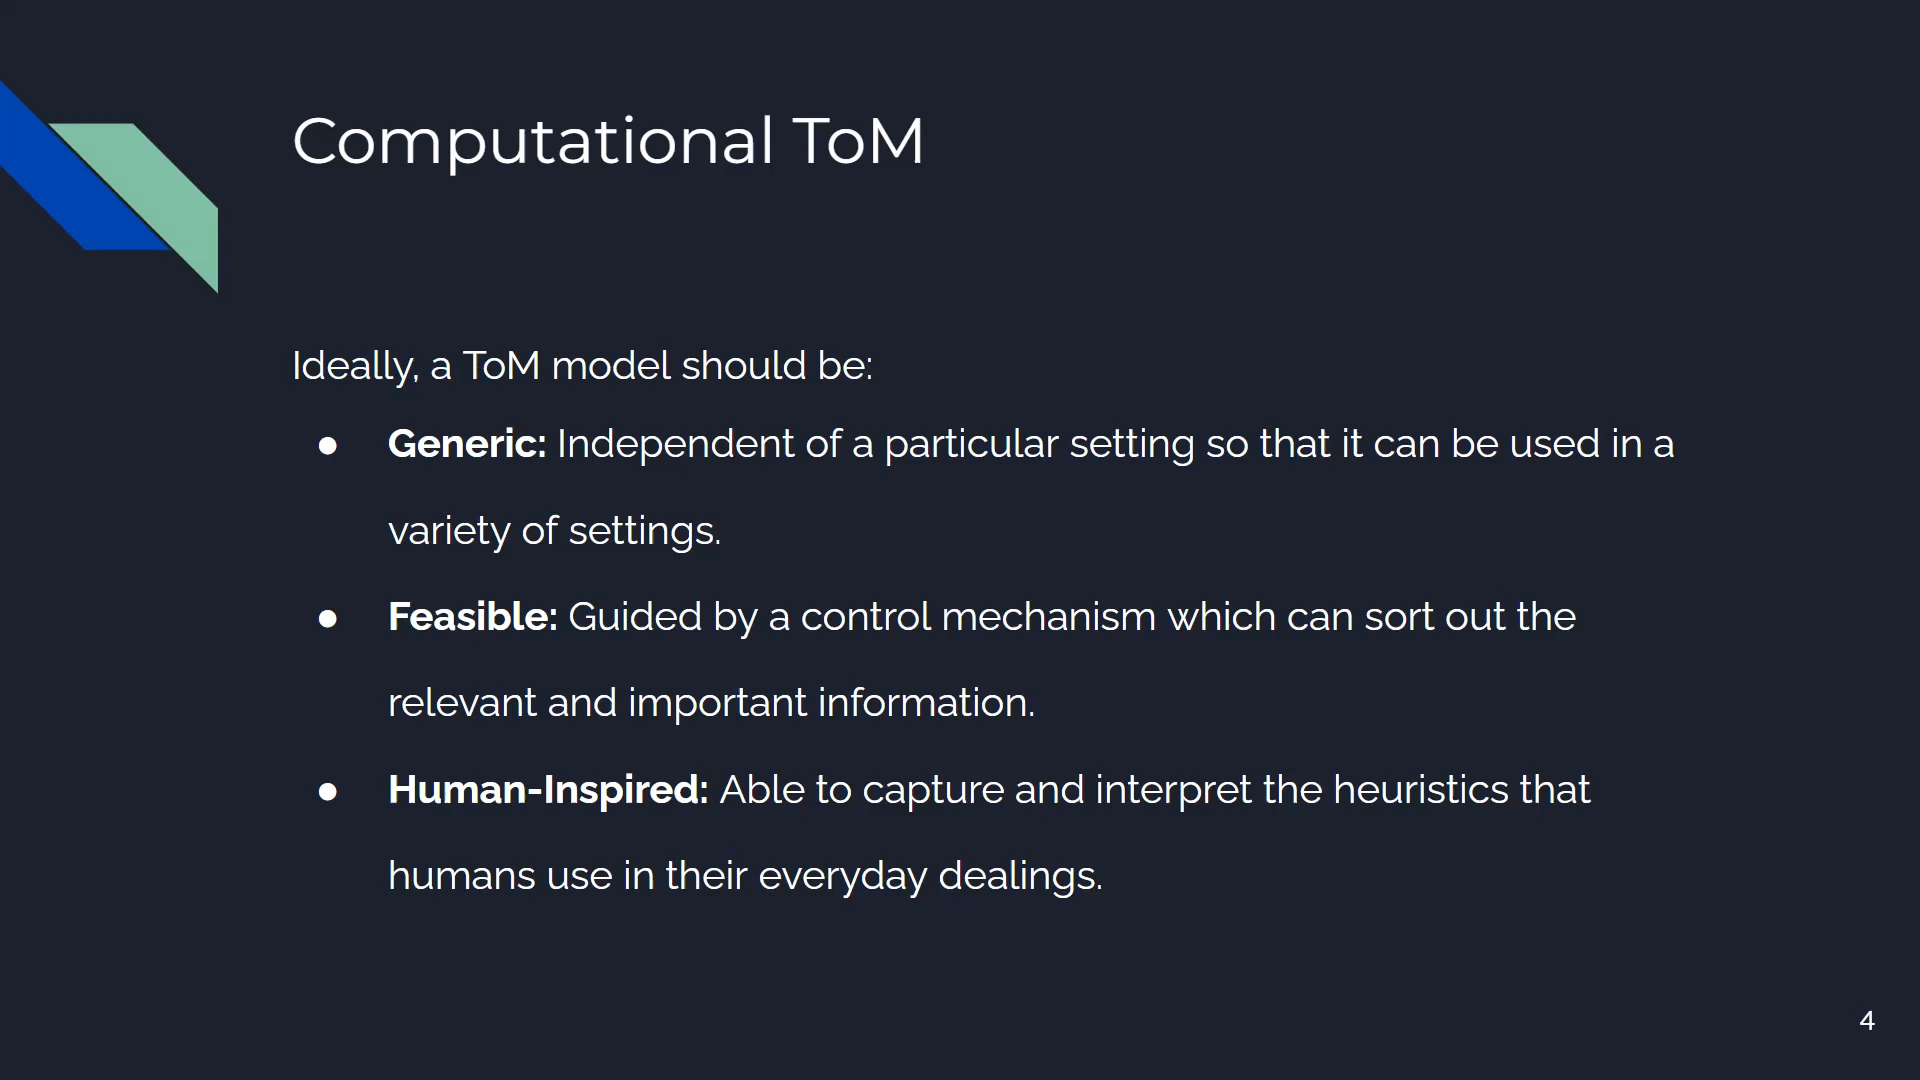 Computational ToM
Ideally, a ToM model should be:
● Generic: Independent of a particular setting so that it can be used in a
variety of settings.
● Feasible: Guided by a control mechanism which can sort out the
relevant and important information.
● Human-Inspired: Able to capture and interpret the heuristics that
humans use in their everyday dealings.
4